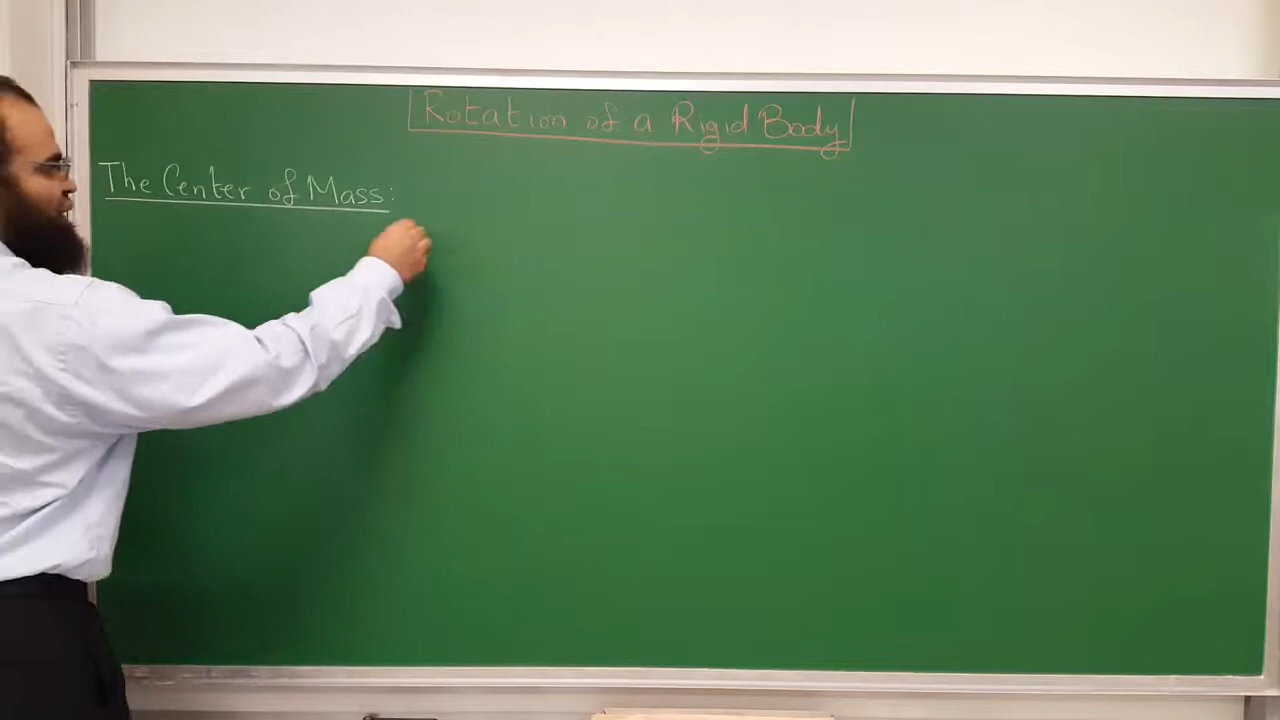 Rotation of a Rigid Body
The Center of Mass: